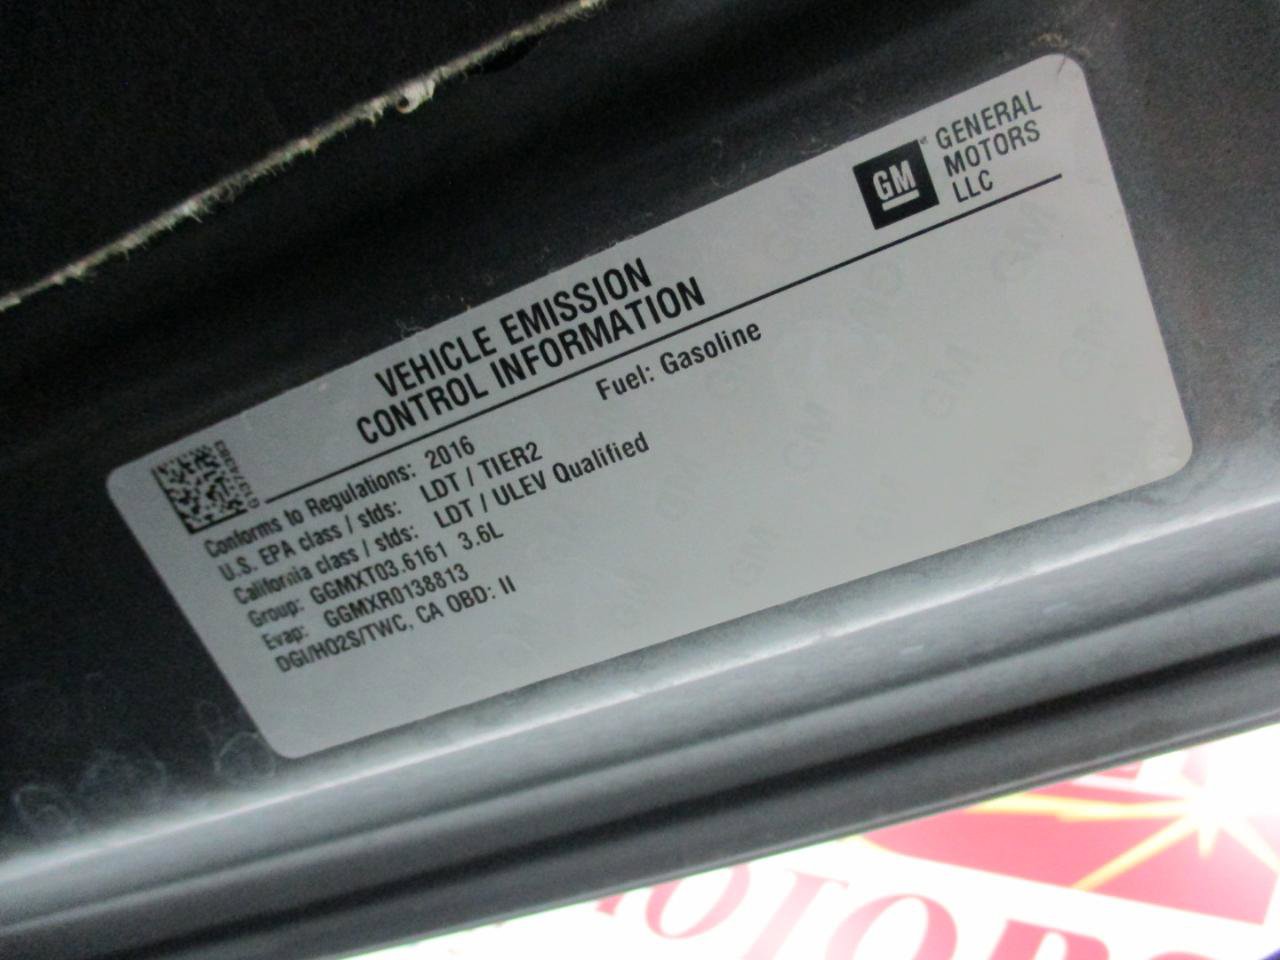 GM GENERAL
MOTORS
LLC
VEHICLE EMISSION
CONTROL INFORMATION
Fuel: Gasoline
Conforms to Regulations: 2016
U.S. EPA class / stds: LDT / TIER2
California class / stds: LDT / ULEV Qualified
Group: GGMXT03.6161 3.6L
Evap: GGMXR0138813
DGI/HO2S/TWC, CA OBD: II